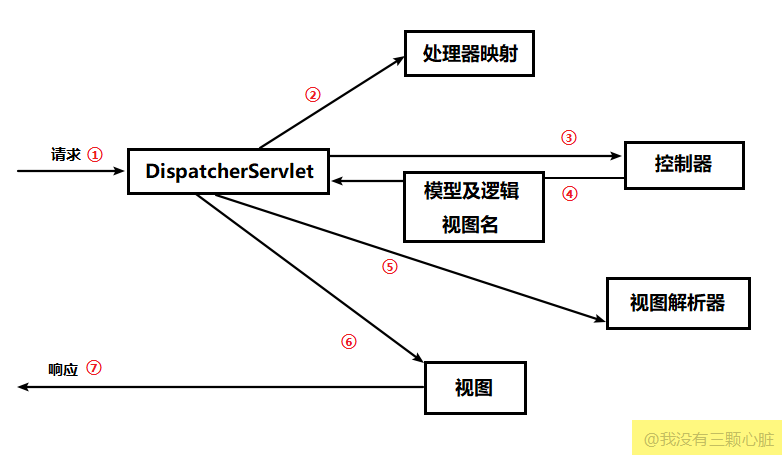 处理器映射
②
请求 ①
③
DispatcherServlet
控制器
模型及逻辑
视图名
④
⑤
视图解析器
⑥
响应 ⑦
视图
@我没有三颗心脏